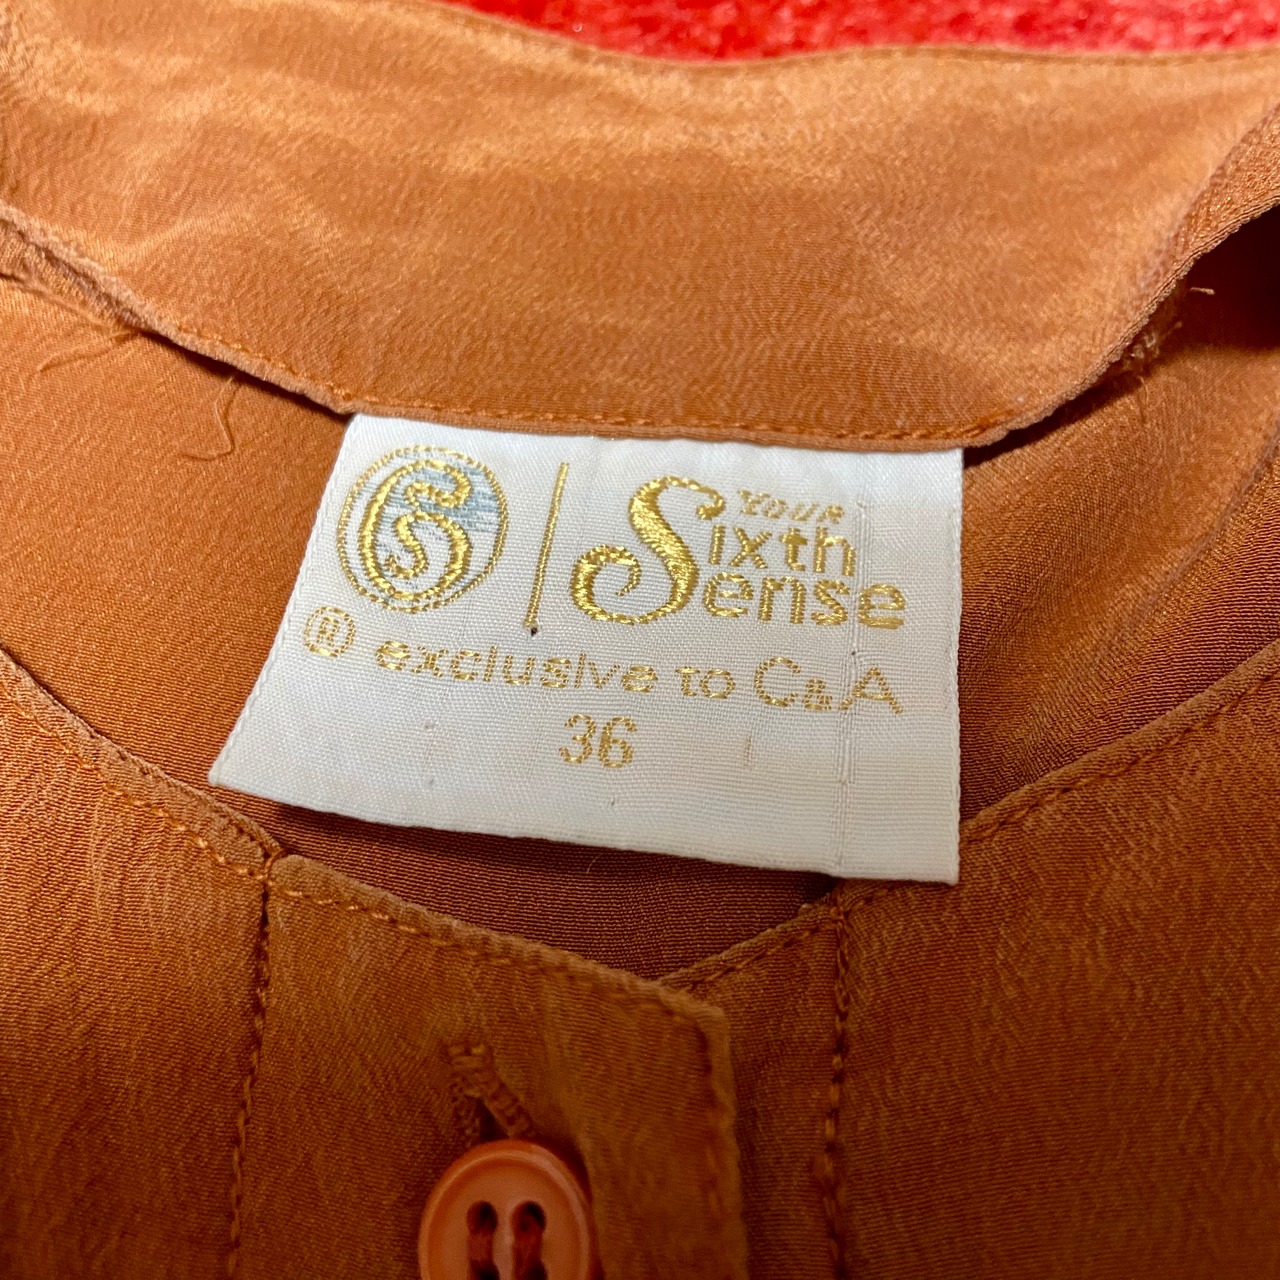 YOUR
Sixth
Sense
® exclusive to C&A
36